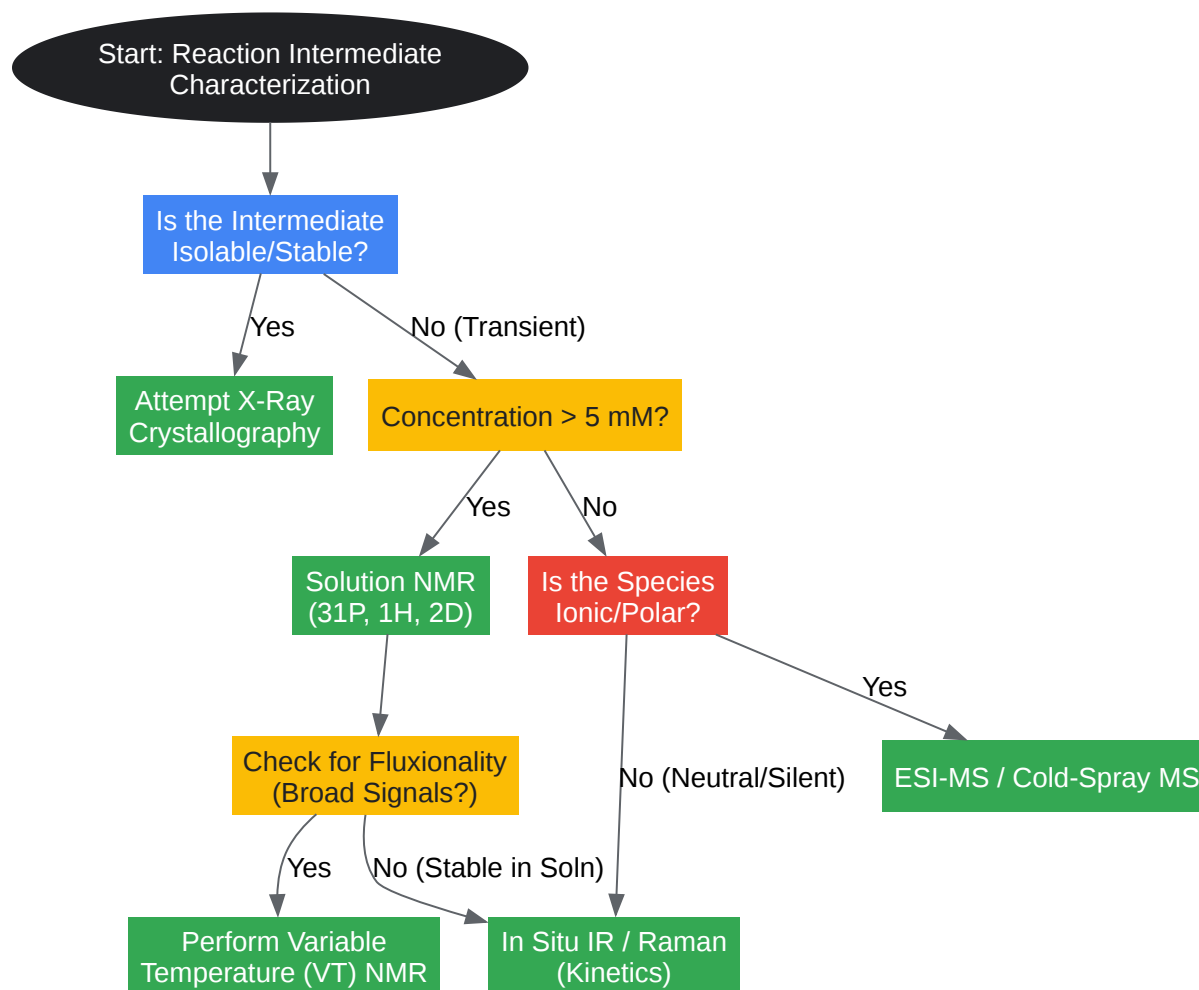 Start: Reaction Intermediate
Characterization
Is the Intermediate
Isolable/Stable?
Yes
No (Transient)
Attempt X-Ray
Crystallography
Concentration > 5 mM?
Yes
No
Solution NMR
(31P, 1H, 2D)
Is the Species
Ionic/Polar?
Yes
Check for Fluxionality
(Broad Signals?)
No (Neutral/Silent)
ESI-MS / Cold-Spray MS
Yes
No (Stable in Soln)
Perform Variable
Temperature (VT) NMR
In Situ IR / Raman
(Kinetics)